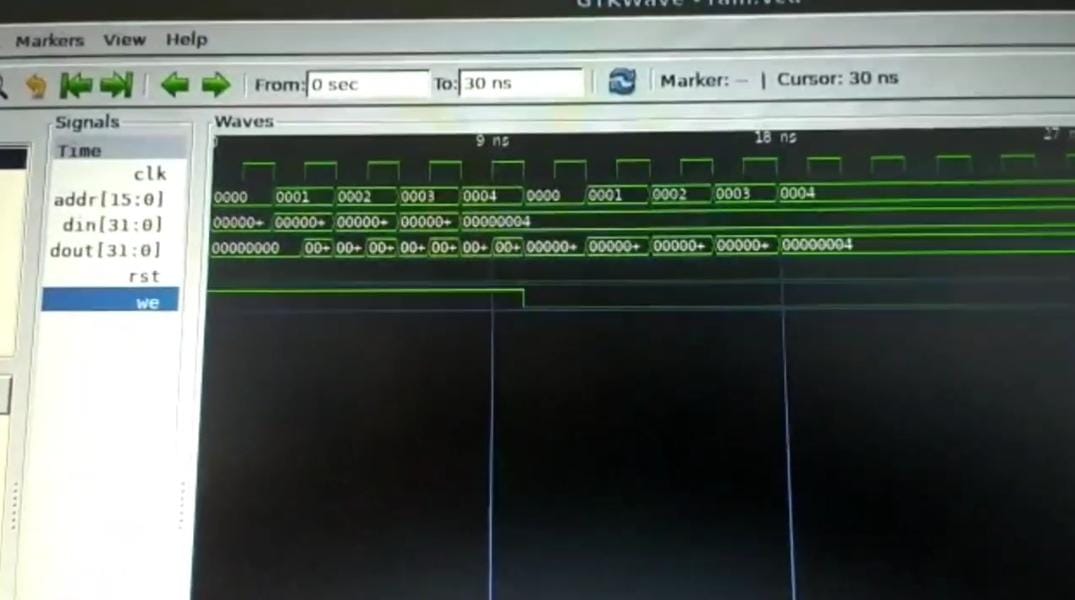 GTKWave - ram.vcd
Markers View Help
From: 0 sec To: 30 ns Marker: -- | Cursor: 30 ns
Signals Waves
Time 9 ns 18 ns 27
clk
addr[15:0] 0000 0001 0002 0003 0004 0000 0001 0002 0003 0004
din[31:0] 00000+ 00000+ 00000+ 00000+ 00000004
dout[31:0] 00000000 00+ 00+ 00+ 00+ 00+ 00+ 00+ 00000+ 00000+ 00000+ 00000+ 00000004
rst
we